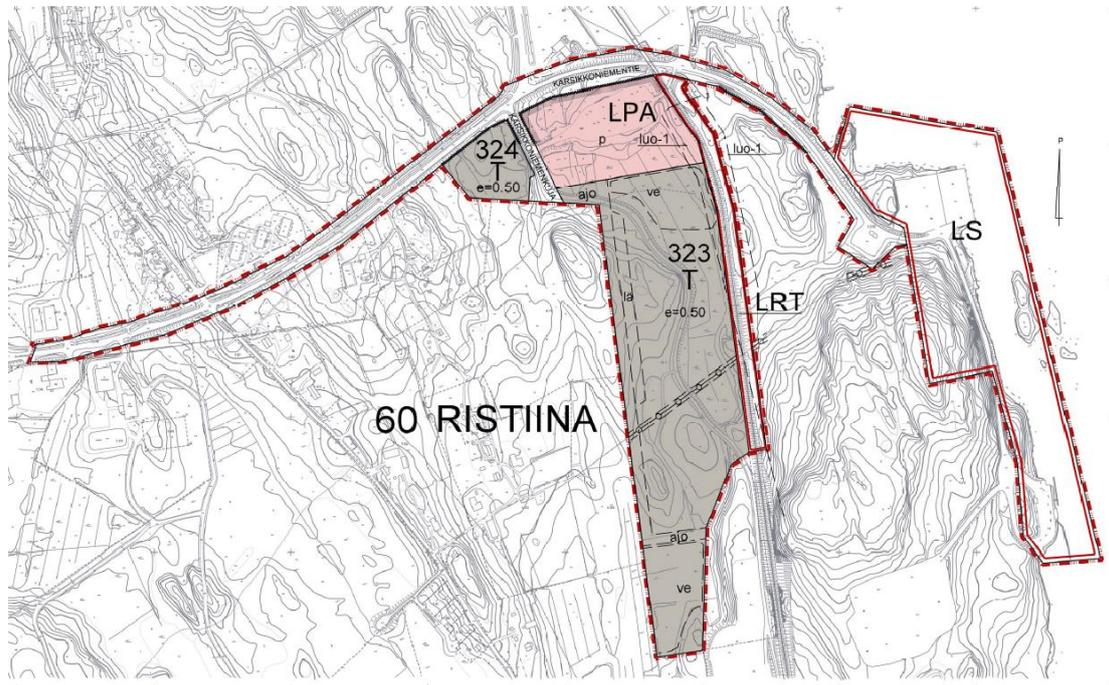 KARSIKKONIEMENTIE
LPA
p luo-1
luo-1
KARSIKKONIEMENKUJA
324
T
e=0.50
ajo
ve
P
LS
323
T
e=0.50
la
LRT
60 RISTIINA
ajo
ve